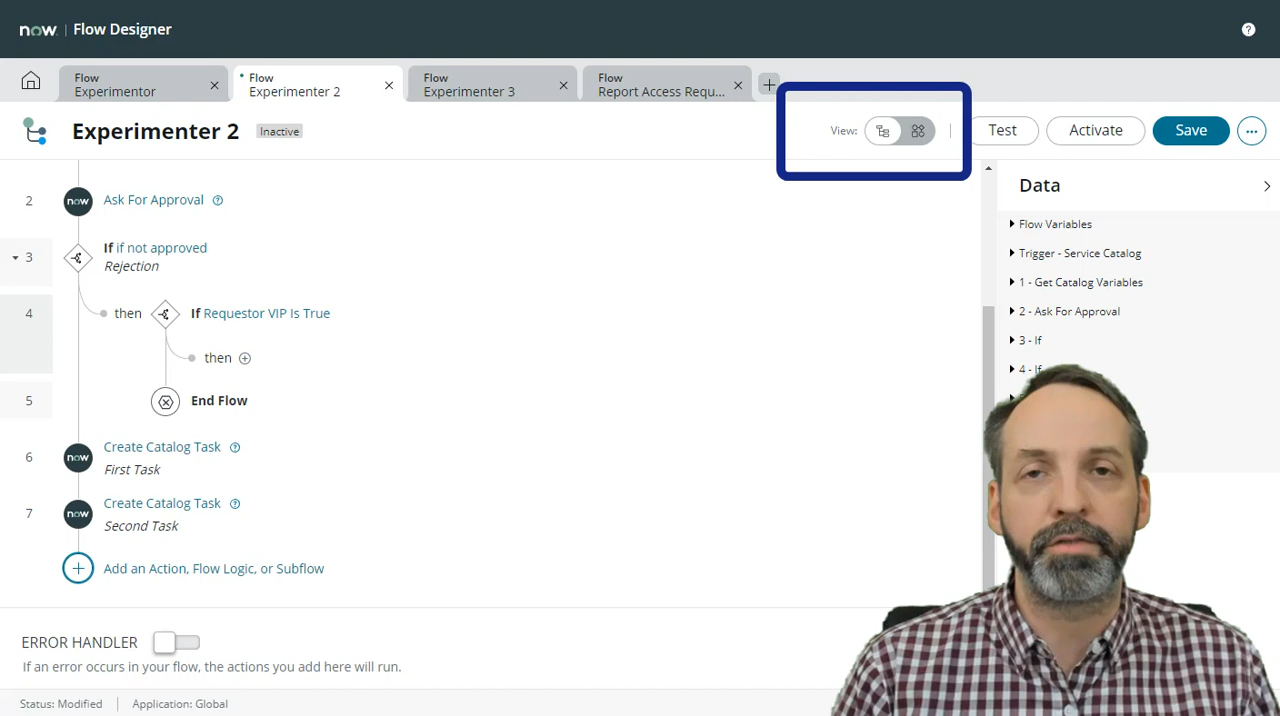 now. | Flow Designer
Flow
Experimentor
Flow
Experimenter 2
Flow
Experimenter 3
Flow
Report Access Requ...
Experimenter 2
Inactive
View:
Test
Activate
Save
2
now
Ask For Approval
3
If if not approved
Rejection
4
then
If Requestor VIP Is True
then
5
End Flow
6
now
Create Catalog Task
First Task
7
now
Create Catalog Task
Second Task
Add an Action, Flow Logic, or Subflow
ERROR HANDLER
If an error occurs in your flow, the actions you add here will run.
Status: Modified
Application: Global
Data
Flow Variables
Trigger - Service Catalog
1 - Get Catalog Variables
2 - Ask For Approval
3 - If
4 - If